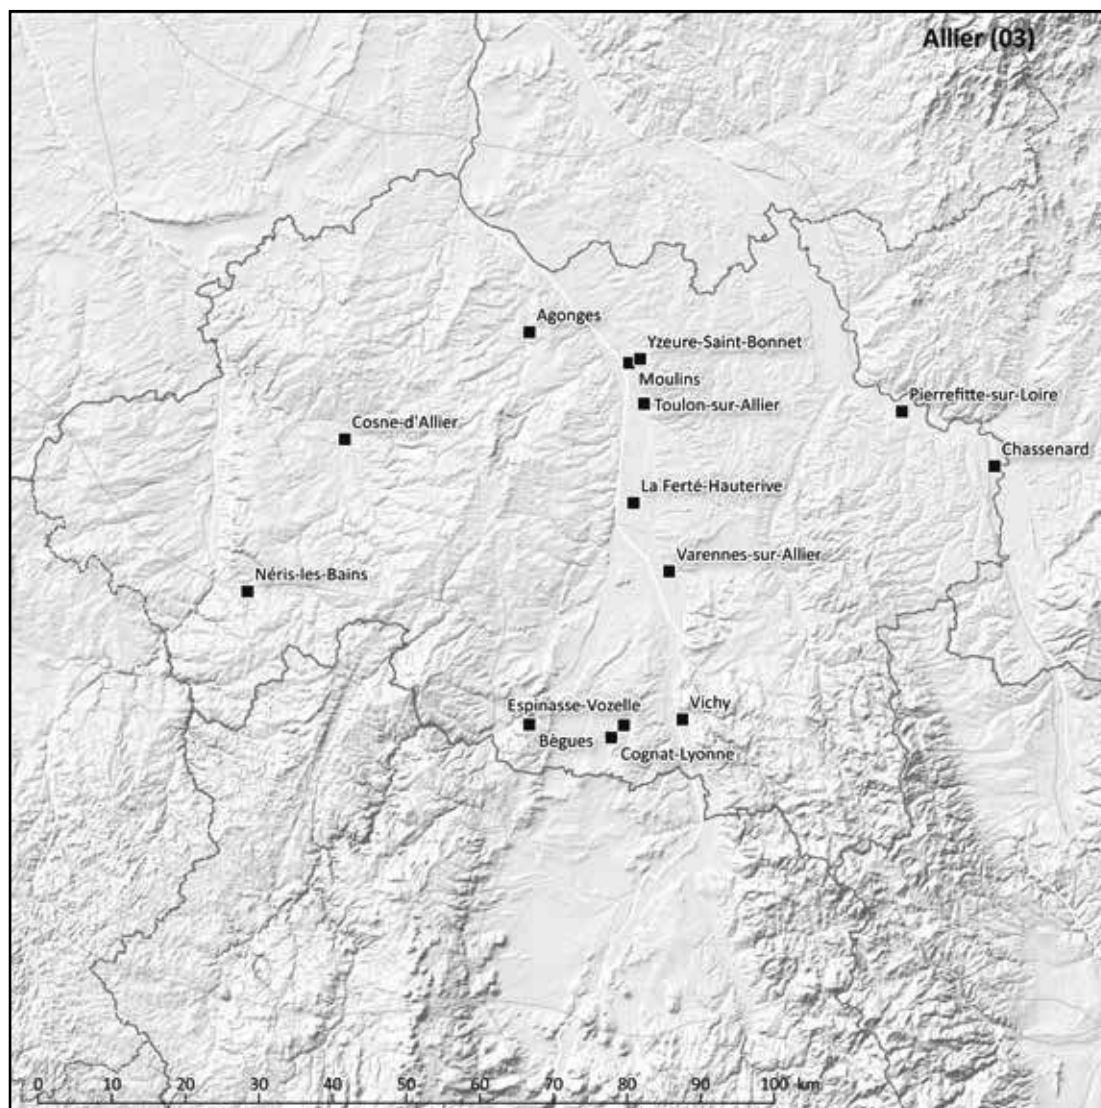 Allier (03)
Agonges
Yzeure-Saint-Bonnet
Moulins
Toulon-sur-Allier
Pierrefitte-sur-Loire
Cosne-d'Allier
Chassenard
La Ferté-Hauterive
Varennes-sur-Allier
Néris-les-Bains
Espinasse-Vozelle
Vichy
Bègues
Cognat-Lyonne
0 10 20 30 40 50 60 70 80 90 100 km